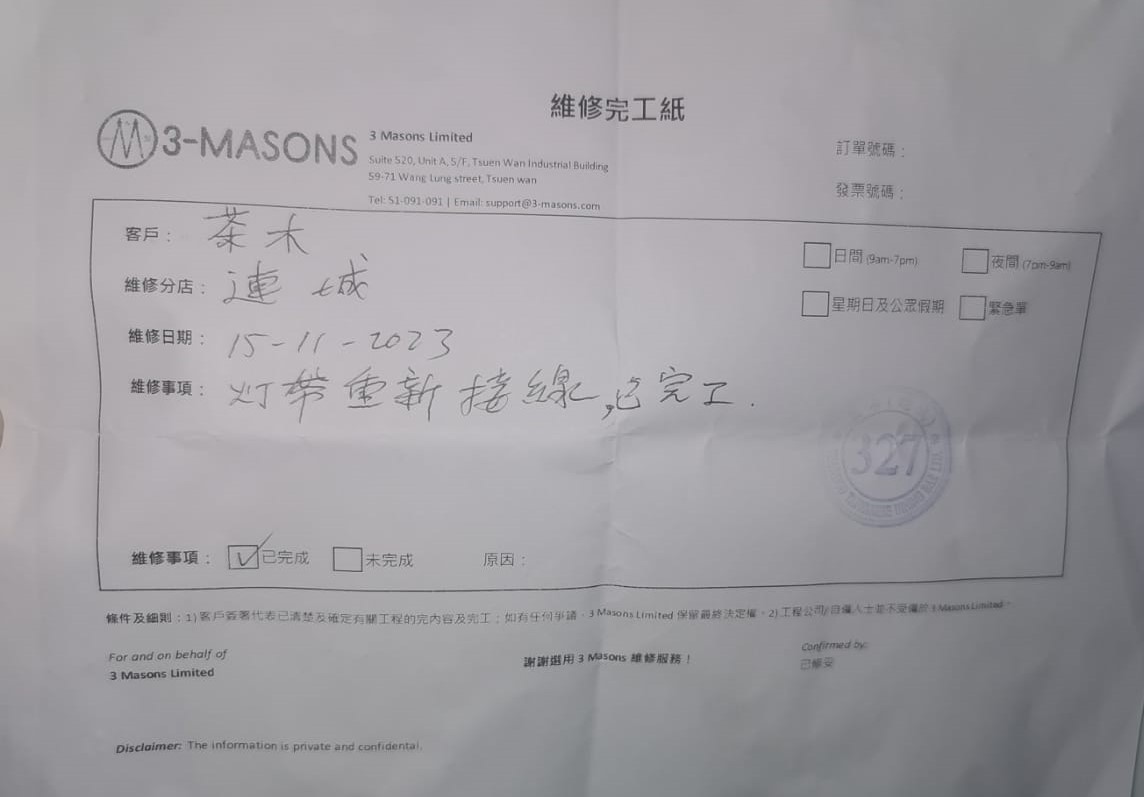 維修完工紙
3-MASONS
3 Masons Limited
Suite 520, Unit A, 5/F, Tsuen Wan Industrial Building
59-71 Wang Lung street, Tsuen wan
Tel: 51-091-091 | Email: support@3-masons.com
訂單號碼：
發票號碼：
客戶： 茶木
維修分店： 連城
維修日期： 15-11-2023
維修事項： 灯帶重新接線,已完工.
日間 (9am-7pm) 夜間 (7pm-9am)
星期日及公眾假期 緊急單
327
維修事項： 已完成 未完成 原因：
條件及細則：1) 客戶簽署代表已清楚及確定有關工程的完內容及完工；如有任何爭議，3 Masons Limited 保留最終決定權。2) 工程公司/自僱人士並不受僱於 3 Masons Limited。
For and on behalf of
3 Masons Limited
謝謝選用 3 Masons 維修服務！
Confirmed by:
已修妥
Disclaimer: The information is private and confidental.